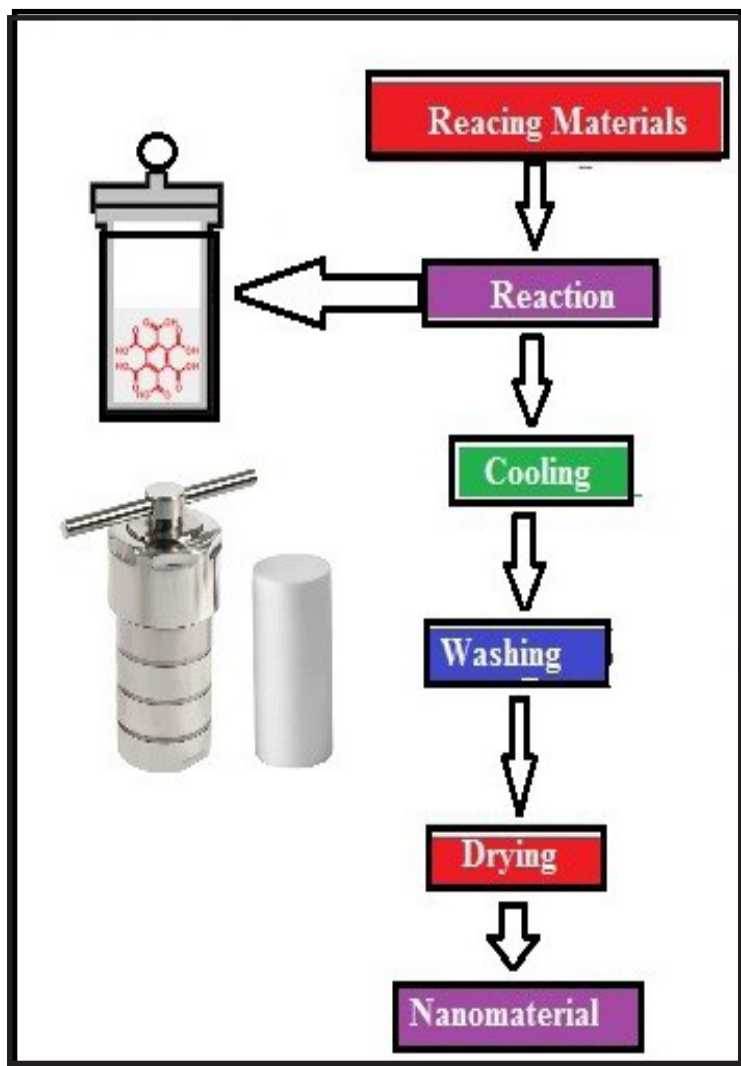 Reacing Materials
Reaction
Cooling
Washing
Drying
Nanomaterial